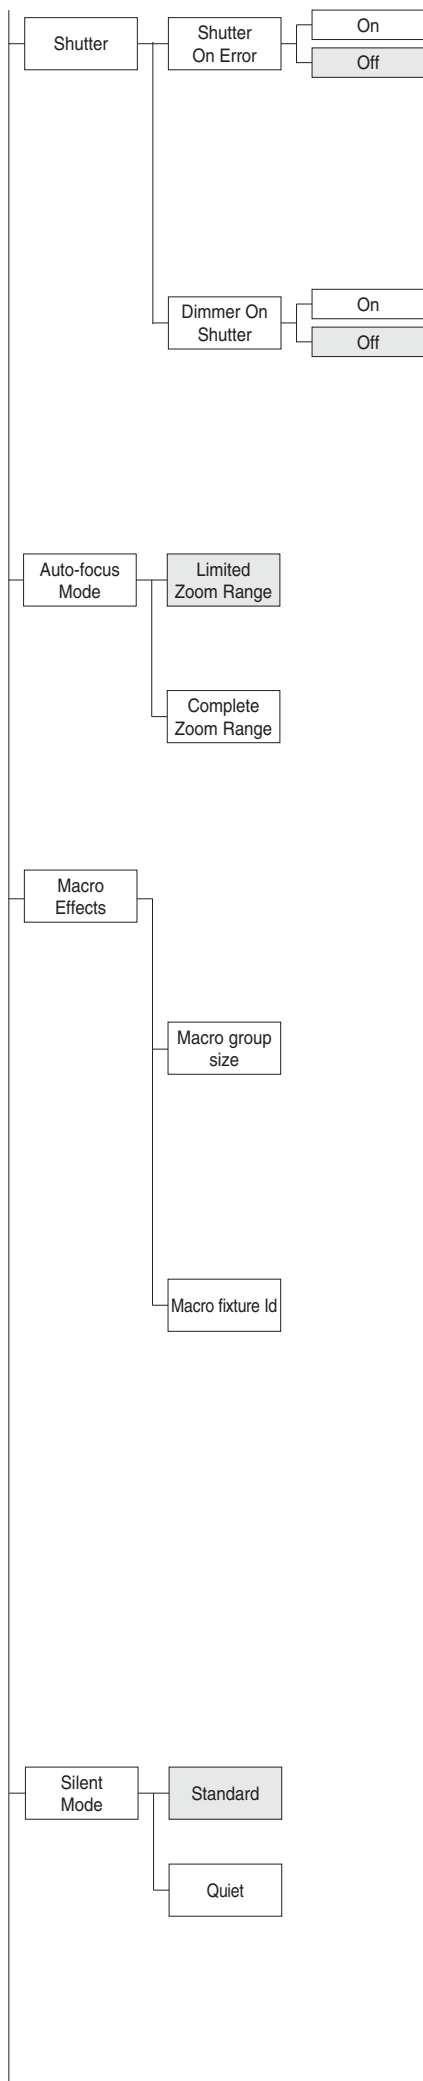 Shutter
Shutter
On Error
On
Off
Dimmer On
Shutter
On
Off
Auto-focus
Mode
Limited
Zoom Range
Complete
Zoom Range
Macro
Effects
Macro group
size
Macro fixture Id
Silent
Mode
Standard
Quiet